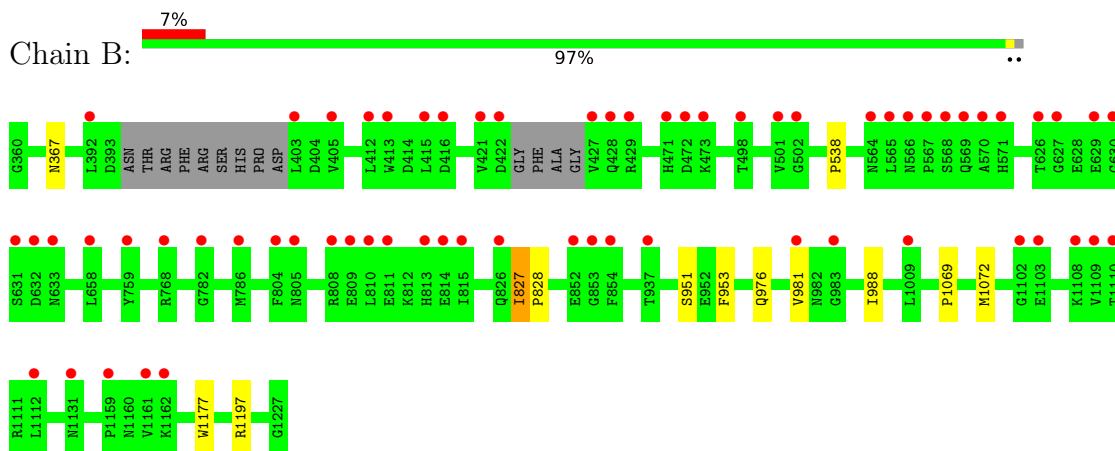 7%
Chain B:
97%
••
G360 N367 L392 D393 ASN THR ARG PHE ARG SER HIS PRO ASP L403 D404 V405 L412 W413 D414 L415 D416 V421 D422 GLY PHE ALA GLY V427 Q428 R429 H471 D472 K473 T498 V501 G502 P538 N564 L565 N566 P567 S568 Q569 A570 H571 T626 G627 E628 E629 G630
S631 D632 N633 L658 Y759 R768 G782 M786 F804 N805 R808 E809 L810 E811 K812 H813 E814 I815 Q826 I827 P828 E852 G853 F854 T937 S951 E952 F953 Q976 V981 N982 G983 I988 L1009 P1069 M1072 G1102 E1103 K1108 V1109 T1110
R1111 L1112 N1131 P1159 N1160 V1161 K1162 W1177 R1197 G1227